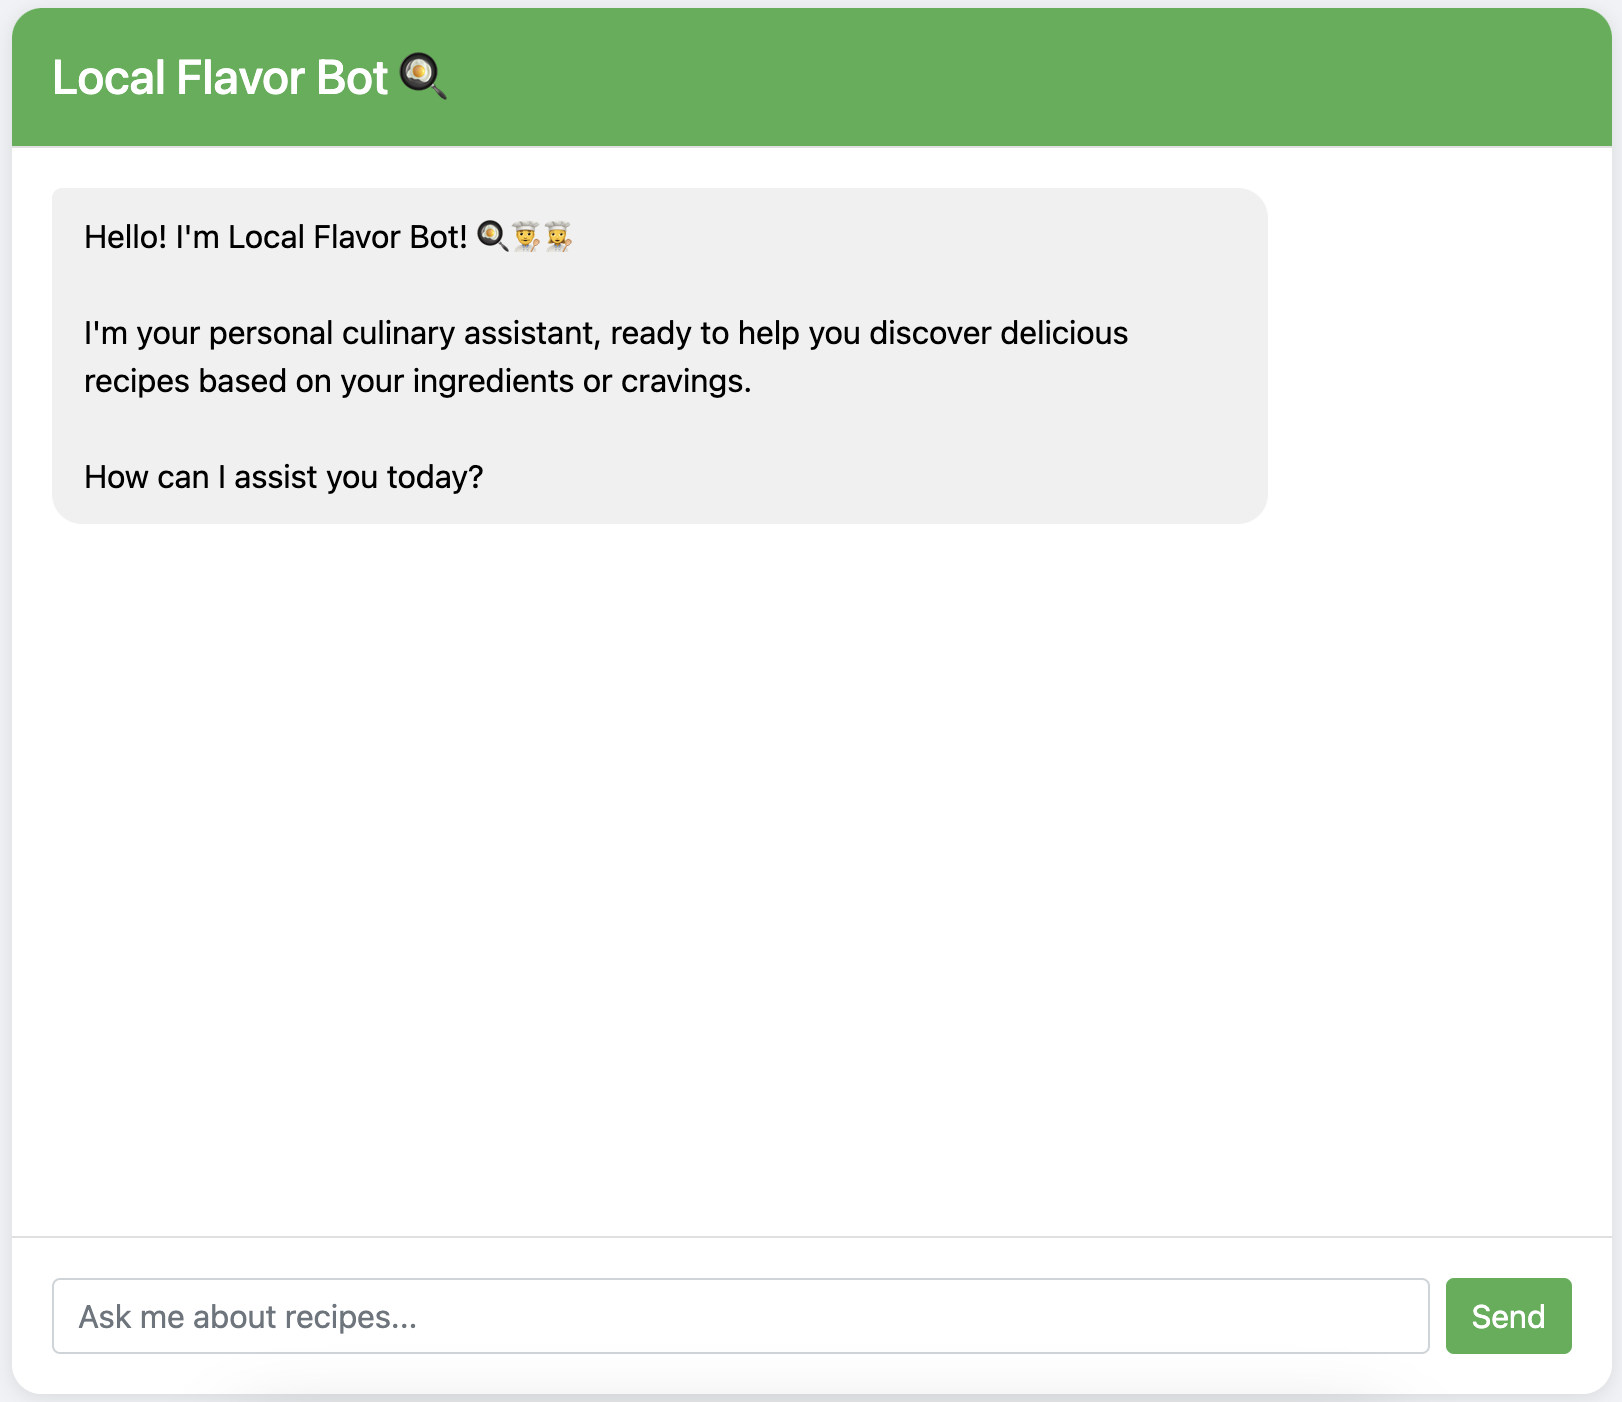 Local Flavor Bot 🍳
Hello! I'm Local Flavor Bot! 🍳👨‍🍳👩‍🍳
I'm your personal culinary assistant, ready to help you discover delicious
recipes based on your ingredients or cravings.
How can I assist you today?
Ask me about recipes...
Send